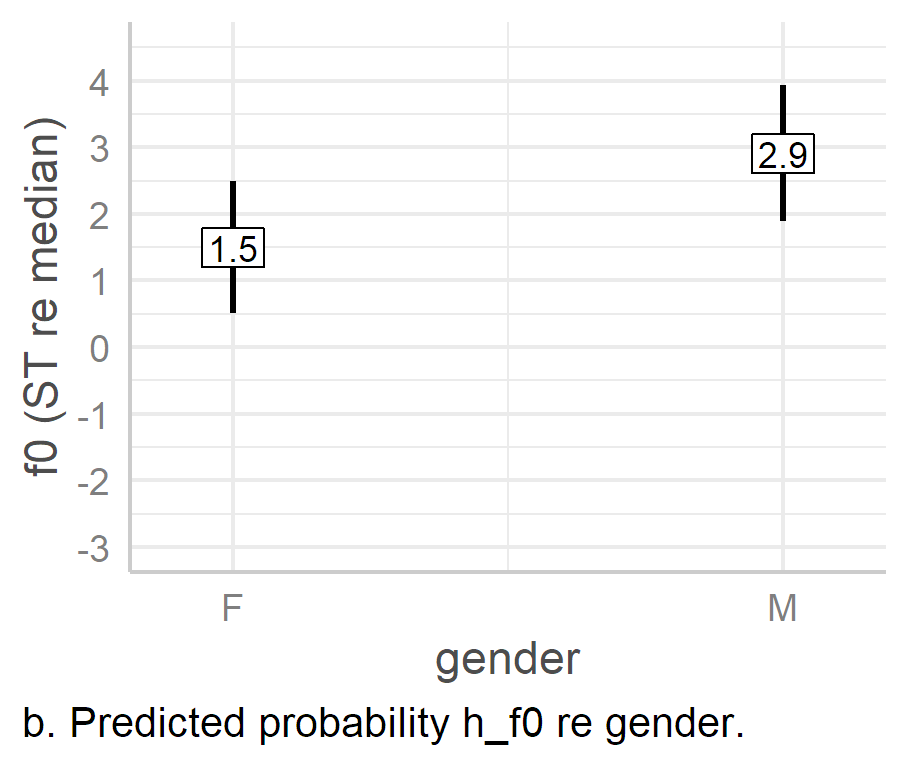 f0 (ST re median)
4
3
2
1
0
-1
-2
-3
1.5
2.9
F
M
gender
b. Predicted probability h_f0 re gender.